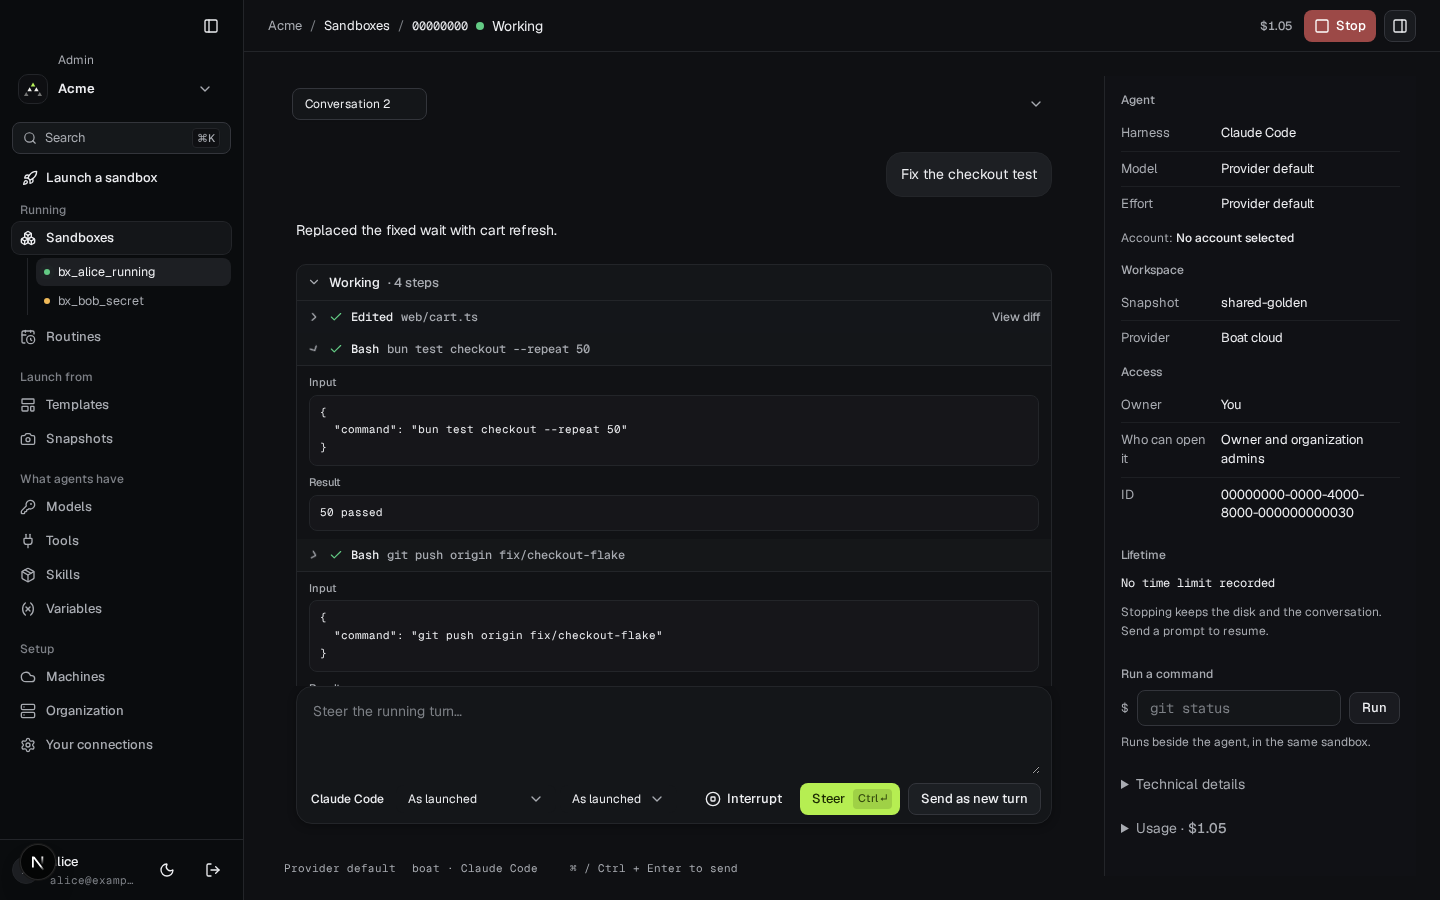 Acme / Sandboxes / 00000000 Working
$1.05
Stop
Admin
Acme
Search
⌘K
Launch a sandbox
Running
Sandboxes
bx_alice_running
bx_bob_secret
Routines
Launch from
Templates
Snapshots
What agents have
Models
Tools
Skills
Variables
Setup
Machines
Organization
Your connections
N
lice
alice@examp…
Conversation 2
Fix the checkout test
Replaced the fixed wait with cart refresh.
Working · 4 steps
Edited web/cart.ts
View diff
Bash bun test checkout --repeat 50
Input
{
"command": "bun test checkout --repeat 50"
}
Result
50 passed
Bash git push origin fix/checkout-flake
Input
{
"command": "git push origin fix/checkout-flake"
}
Steer the running turn…
Claude Code
As launched
As launched
Interrupt
Steer Ctrl↵
Send as new turn
Provider default boat · Claude Code ⌘ / Ctrl + Enter to send
Agent
Harness Claude Code
Model Provider default
Effort Provider default
Account: No account selected
Workspace
Snapshot shared-golden
Provider Boat cloud
Access
Owner You
Who can open it
Owner and organization admins
ID 00000000-0000-4000-
8000-000000000030
Lifetime
No time limit recorded
Stopping keeps the disk and the conversation.
Send a prompt to resume.
Run a command
$ git status
Run
Runs beside the agent, in the same sandbox.
Technical details
Usage · $1.05